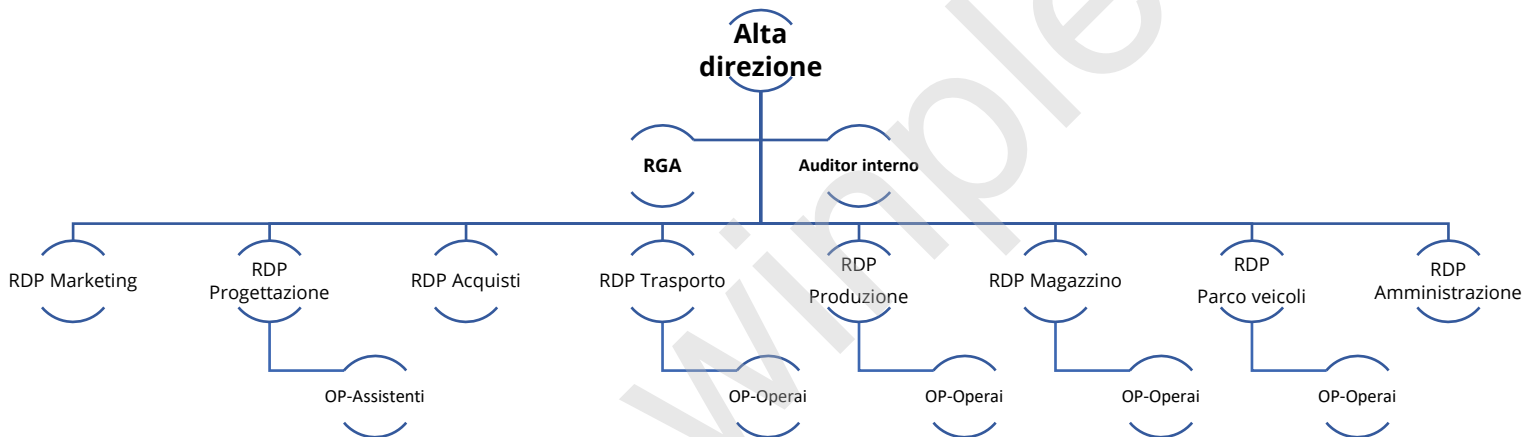 Alta
direzione
RGA
Auditor interno
RDP Marketing
RDP
Progettazione
RDP Acquisti
RDP Trasporto
RDP
Produzione
RDP Magazzino
RDP
Parco veicoli
RDP
Amministrazione
OP-Assistenti
OP-Operai
OP-Operai
OP-Operai
OP-Operai
winple